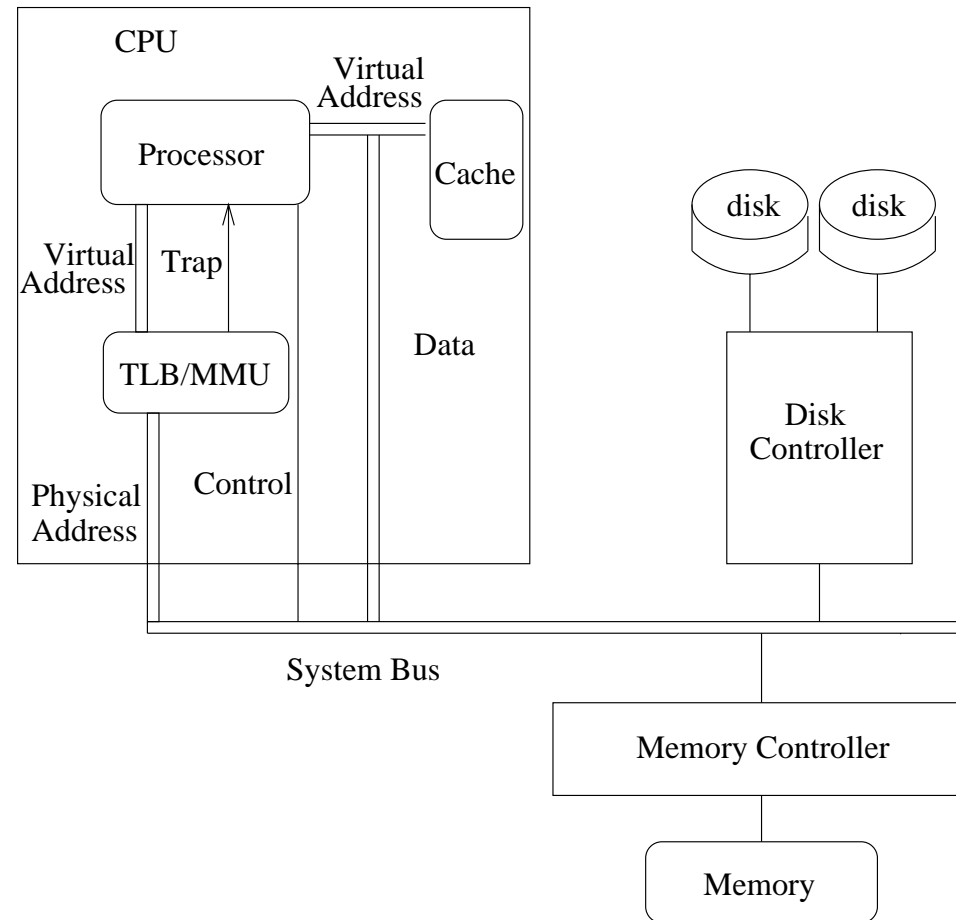 CPU
Virtual
Address
Processor
Cache
disk
disk
Virtual
Address
Trap
Data
TLB/MMU
Disk
Controller
Control
Physical
Address
System Bus
Memory Controller
Memory